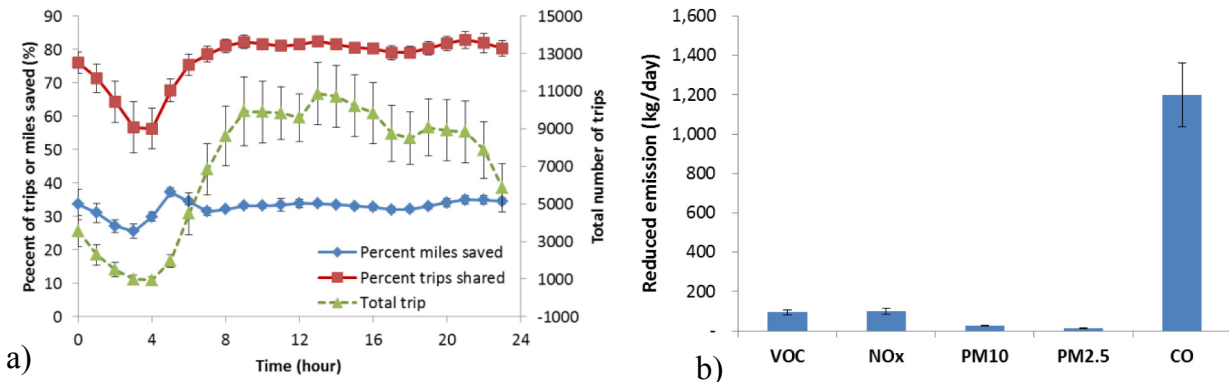 Pcecent of trips or miles saved (%)
90
80
70
60
50
40
30
20
10
0
15000
13000
11000
9000
7000
5000
3000
1000
-1000
Total number of trips
Percent miles saved
Percent trips shared
Total trip
0 4 8 12 16 20 24
Time (hour)
a)
Reduced emission (kg/day)
1,600
1,400
1,200
1,000
800
600
400
200
-
VOC NOx PM10 PM2.5 CO
b)